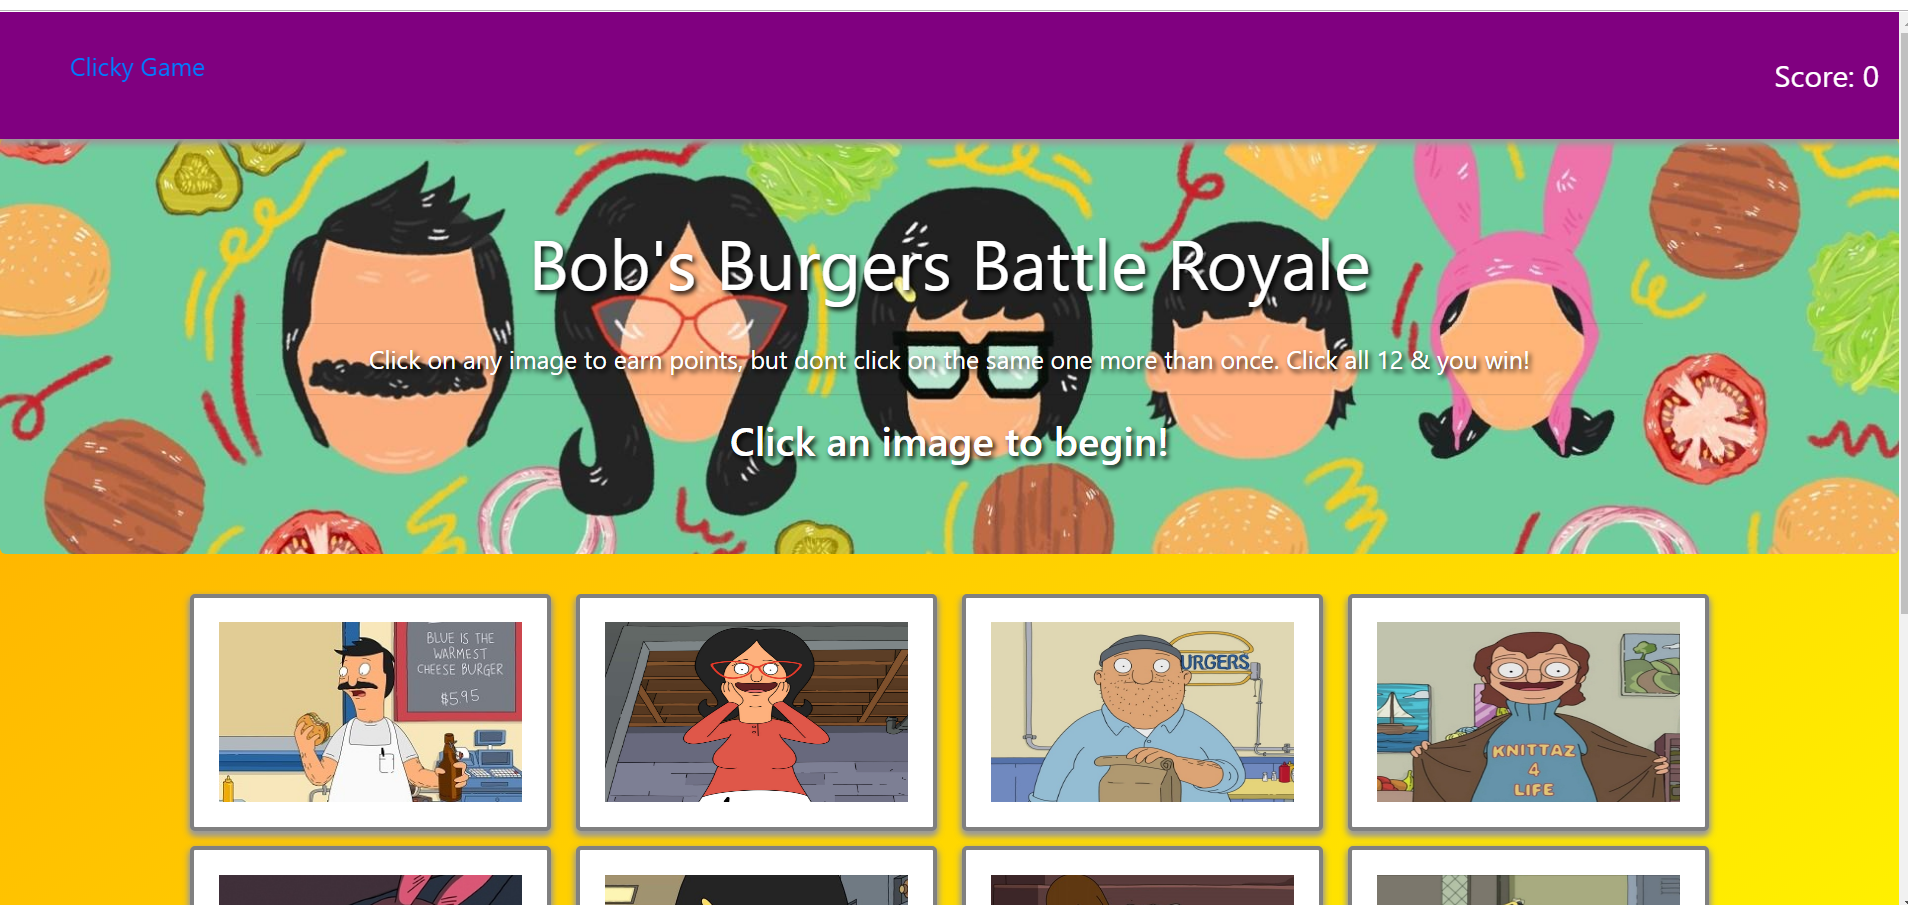 Clicky Game
Score: 0
Bob's Burgers Battle Royale
Click on any image to earn points, but dont click on the same one more than once. Click all 12 & you win!
Click an image to begin!
BLUE IS THE
WARMEST
CHEESE BURGER
$5.95
URGERS
KNITTAZ
4
LIFE